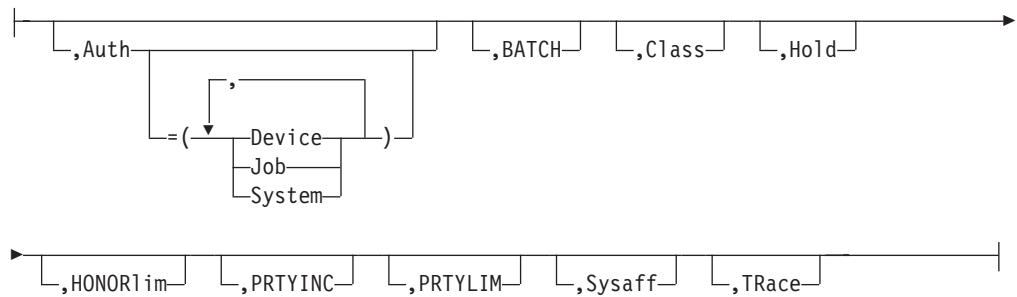 ,Auth ,BATCH ,Class ,Hold
,
=( Device )
Job
System
,HONORlim ,PRTYINC ,PRTYLIM ,Sysaff ,TRace